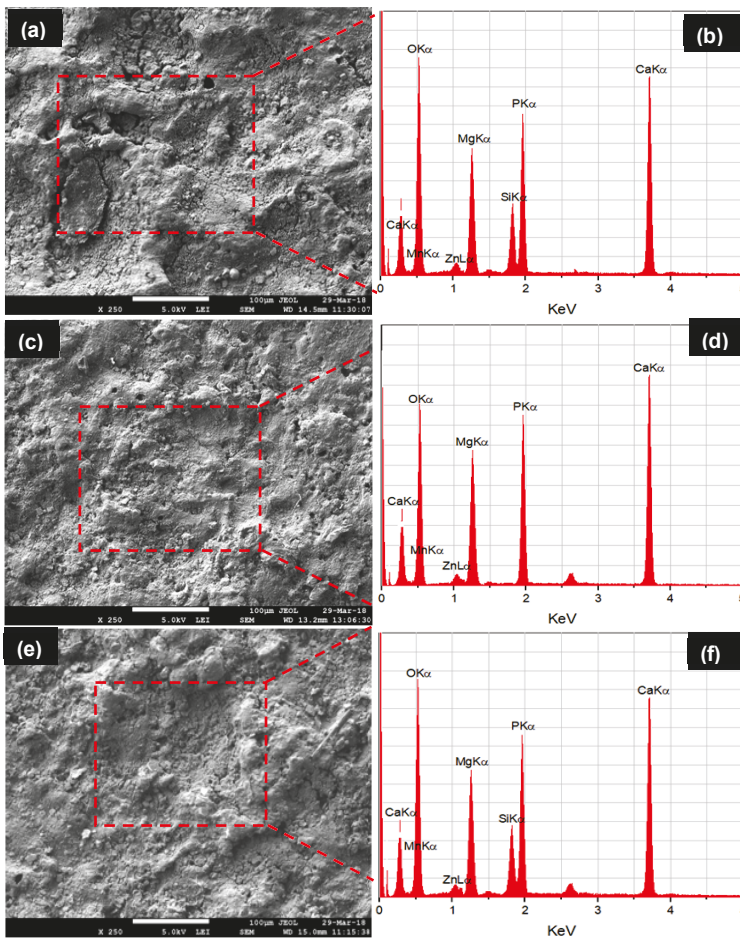 (a)
X 250 5.0kV LEI SEM 100µm JEOL WD 14.5mm 29-Mar-18 11:30:07
(b)
OKα
CaKα
PKα
MgKα
SiKα
CaKα
MnKα
ZnLα
0 1 2 3 4
KeV
(c)
X 250 5.0kV LEI SEM 100µm JEOL WD 13.2mm 29-Mar-18 13:06:30
(d)
CaKα
OKα
PKα
MgKα
CaKα
MnKα
ZnLα
0 1 2 3 4 5
KeV
(e)
X 250 5.0kV LEI SEM 100µm JEOL WD 15.0mm 29-Mar-18 11:15:38
(f)
OKα
CaKα
PKα
MgKα
CaKα
SiKα
MnKα
ZnLα
0 1 2 3 4
KeV